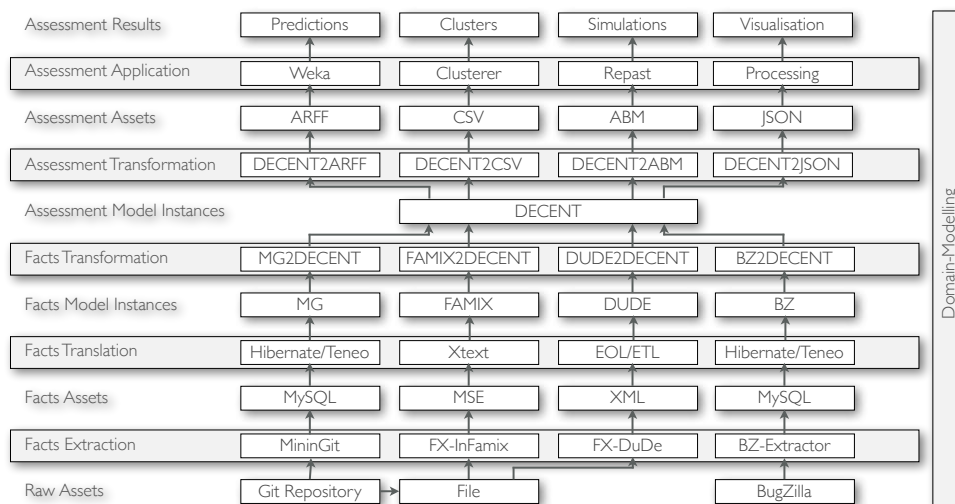 Assessment Results Predictions Clusters Simulations Visualisation
Assessment Application Weka Clusterer Repast Processing
Assessment Assets ARFF CSV ABM JSON
Assessment Transformation DECENT2ARFF DECENT2CSV DECENT2ABM DECENT2JSON
Assessment Model Instances DECENT
Facts Transformation MG2DECENT FAMIX2DECENT DUDE2DECENT BZ2DECENT
Facts Model Instances MG FAMIX DUDE BZ
Facts Translation Hibernate/Teneo Xtext EOL/ETL Hibernate/Teneo
Facts Assets MySQL MSE XML MySQL
Facts Extraction MininGit FX-InFamix FX-DuDe BZ-Extractor
Raw Assets Git Repository File BugZilla
Domain-Modelling